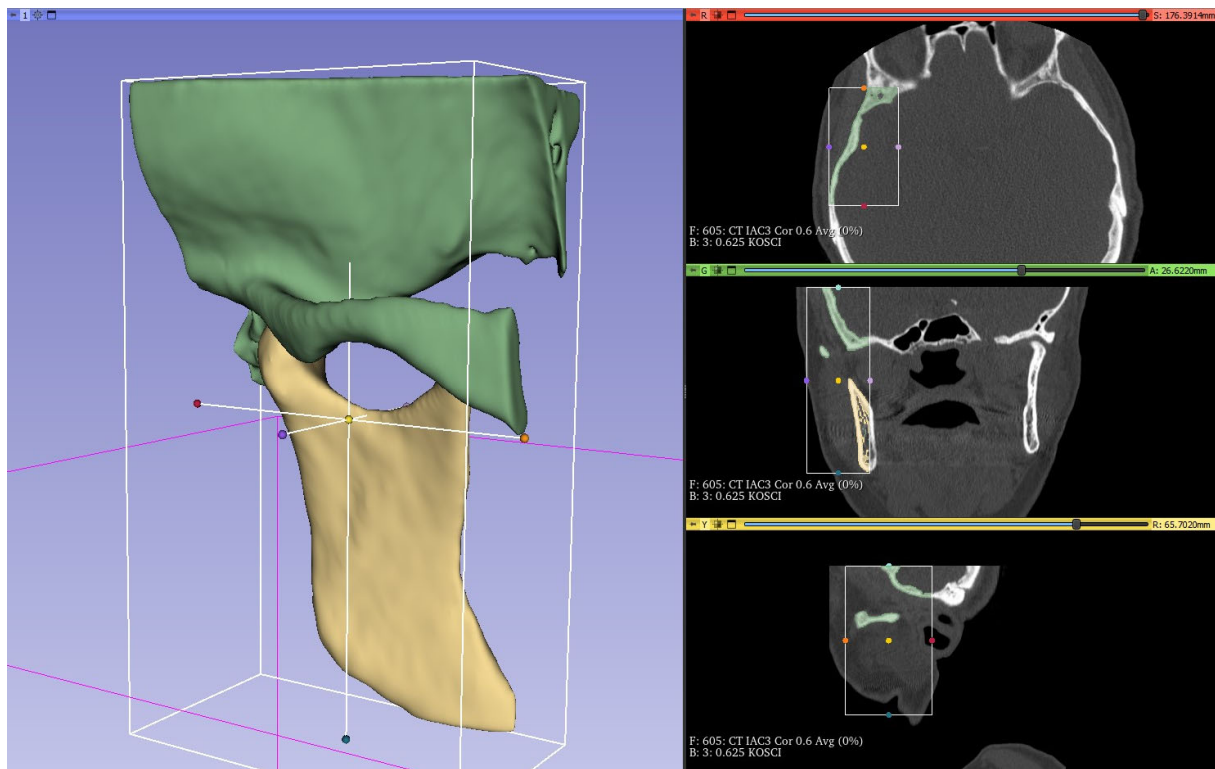 1
R
S: 176.3914mm
F: 605: CT IAC3 Cor 0.6 Avg (0%)
B: 3: 0.625 KOSCI
G
A: 26.6220mm
F: 605: CT IAC3 Cor 0.6 Avg (0%)
B: 3: 0.625 KOSCI
Y
R: 65.7020mm
F: 605: CT IAC3 Cor 0.6 Avg (0%)
B: 3: 0.625 KOSCI